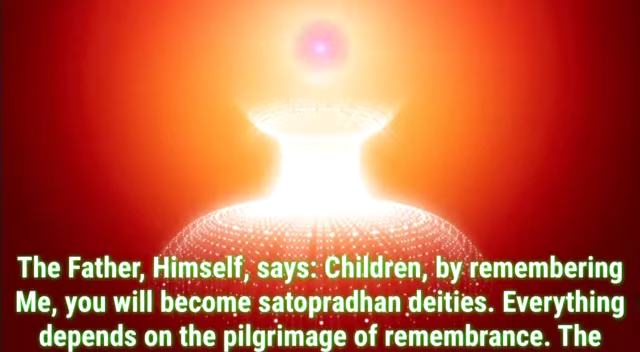 The Father, Himself, says: Children, by remembering
Me, you will become satopradhan deities. Everything
depends on the pilgrimage of remembrance. The